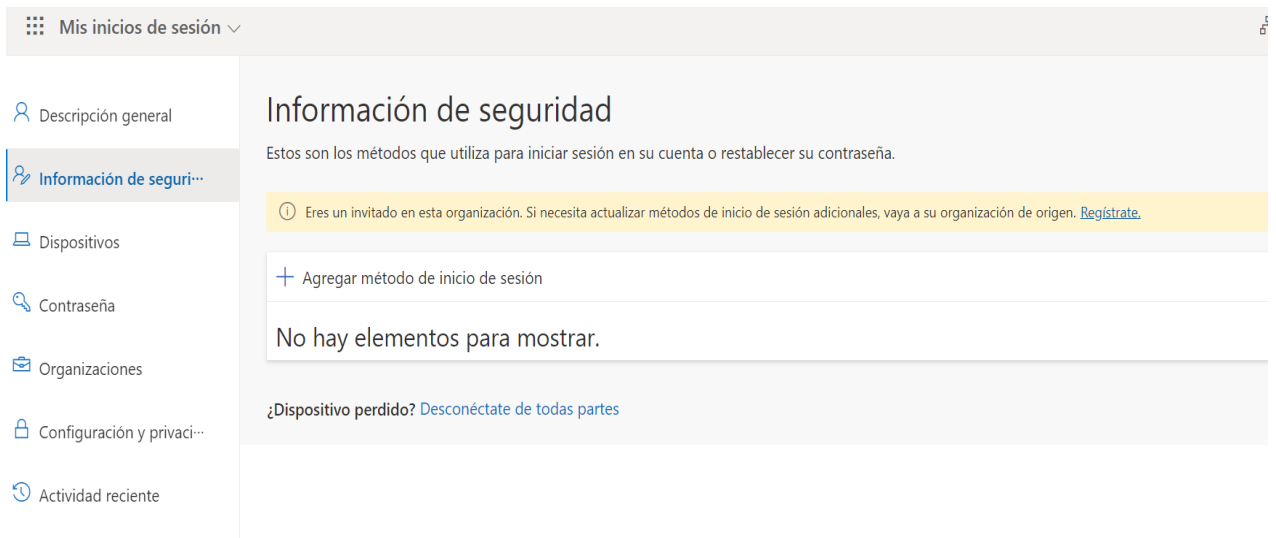 Mis inicios de sesión
Descripción general
Información de seguri...
Dispositivos
Contraseña
Organizaciones
Configuración y privaci...
Actividad reciente
Información de seguridad
Estos son los métodos que utiliza para iniciar sesión en su cuenta o restablecer su contraseña.
Eres un invitado en esta organización. Si necesita actualizar métodos de inicio de sesión adicionales, vaya a su organización de origen. Regístrate.
Agregar método de inicio de sesión
No hay elementos para mostrar.
¿Dispositivo perdido? Desconéctate de todas partes